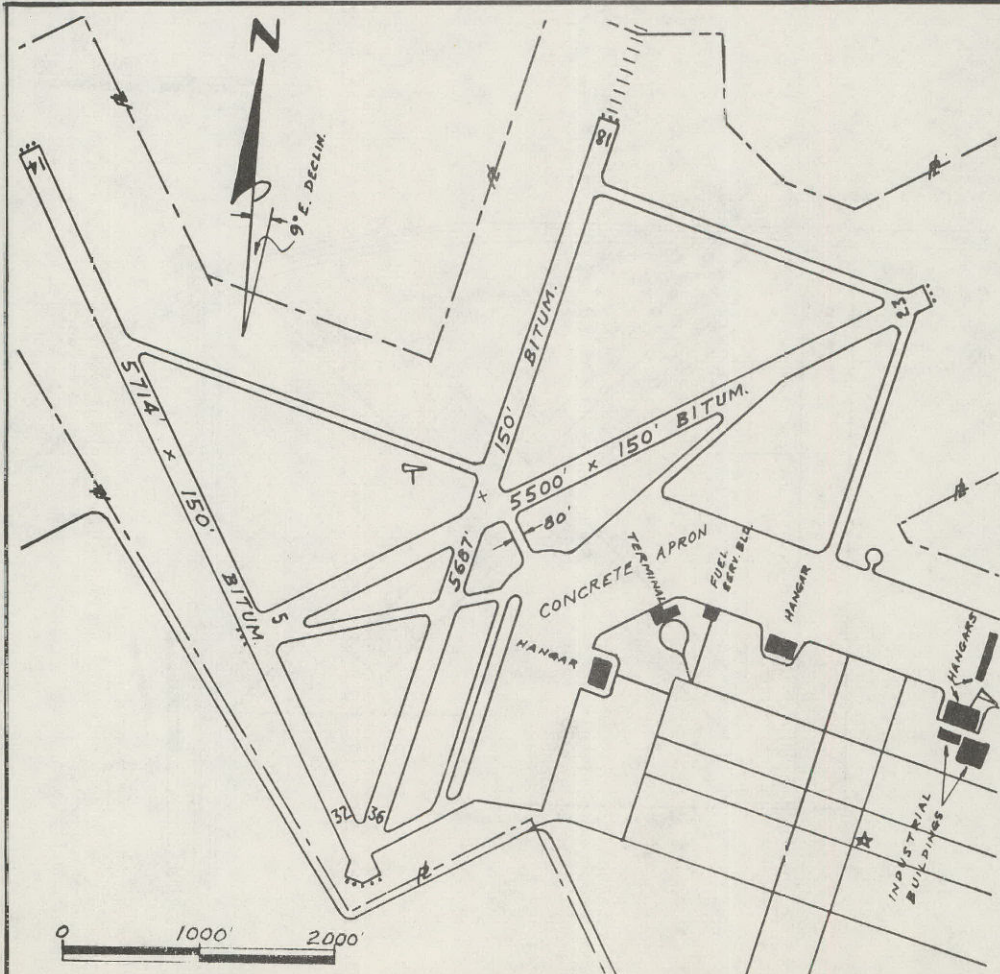 N
9° E. DECLIN.
18
14
23
150' BITUM.
5714' x 150' BITUM.
5500' x 150' BITUM.
80'
5687'
5
TERMINAL
CONCRETE APRON
FUEL
SERV. BLD.
HANGAR
HANGAR
HANGARS
32
36
INDUSTRIAL
BUILDINGS
0 1000' 2000'